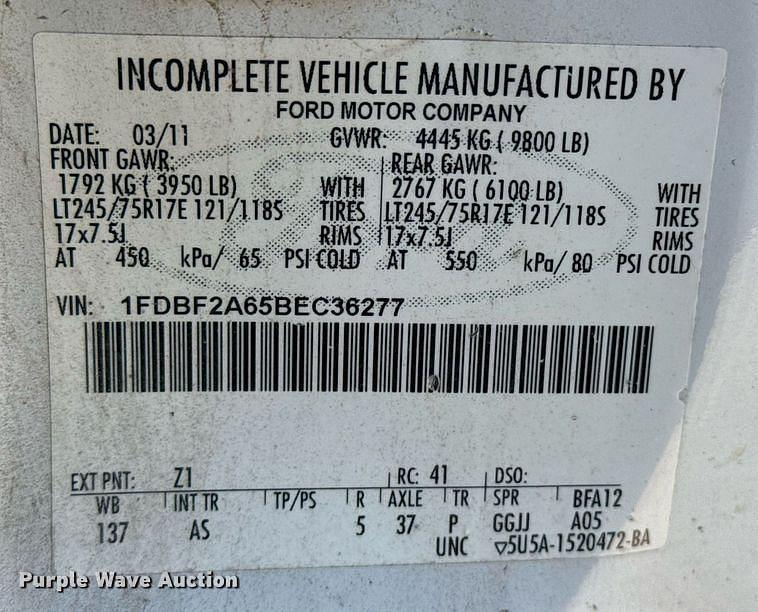 INCOMPLETE VEHICLE MANUFACTURED BY
FORD MOTOR COMPANY
DATE: 03/11 GVWR: 4445 KG ( 9800 LB)
FRONT GAWR: REAR GAWR:
1792 KG ( 3950 LB) WITH 2767 KG ( 6100 LB) WITH
LT245/75R17E 121/118S TIRES LT245/75R17E 121/118S TIRES
17x7.5J RIMS 17x7.5J RIMS
AT 450 kPa/ 65 PSI COLD AT 550 kPa/ 80 PSI COLD
VIN: 1FDBF2A65BEC36277
EXT PNT: Z1 RC: 41 DSO:
WB INT TR TP/PS R AXLE TR SPR BFA12
137 AS 5 37 P GGJJ A05
UNC ▽5U5A-1520472-BA
Purple Wave Auction